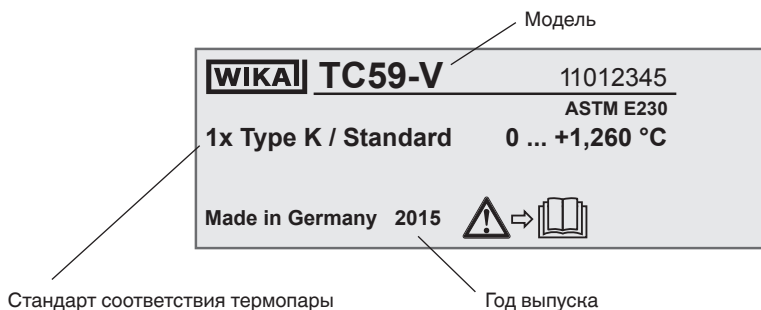 Модель
WIKA TC59-V 11012345
ASTM E230
1x Type K / Standard 0 ... +1,260 °C
Made in Germany 2015
Стандарт соответствия термопары Год выпуска